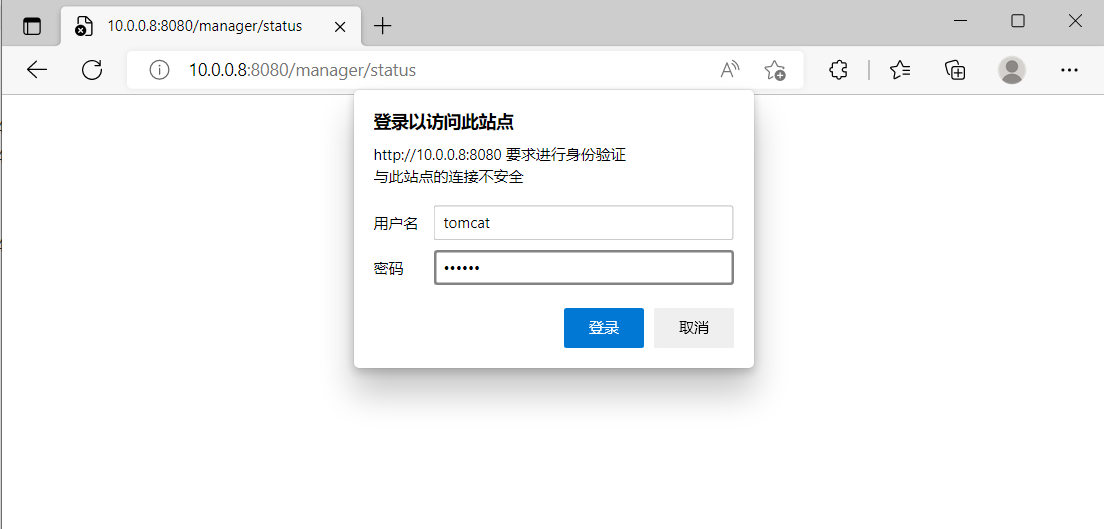 10.0.0.8:8080/manager/status
10.0.0.8:8080/manager/status
登录以访问此站点
http://10.0.0.8:8080 要求进行身份验证
与此站点的连接不安全
用户名 tomcat
密码 ••••••
登录 取消